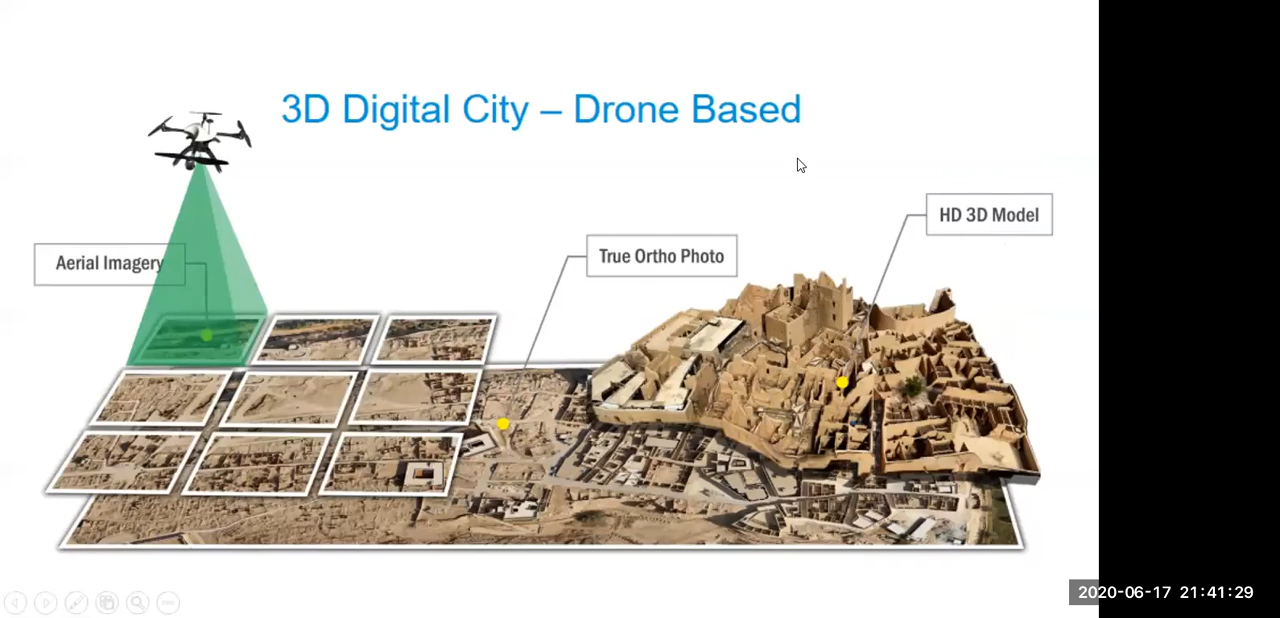 3D Digital City – Drone Based
HD 3D Model
True Ortho Photo
Aerial Imagery
2020-06-17 21:41:29